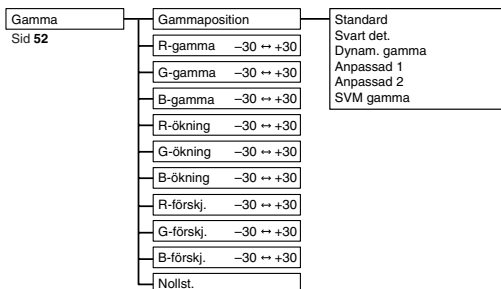 Gamma
Sid 52
Gammaposition
R-gamma –30 ↔ +30
G-gamma –30 ↔ +30
B-gamma –30 ↔ +30
R-ökning –30 ↔ +30
G-ökning –30 ↔ +30
B-ökning –30 ↔ +30
R-förskj. –30 ↔ +30
G-förskj. –30 ↔ +30
B-förskj. –30 ↔ +30
Nollst.
Standard
Svart det.
Dynam. gamma
Anpassad 1
Anpassad 2
SVM gamma